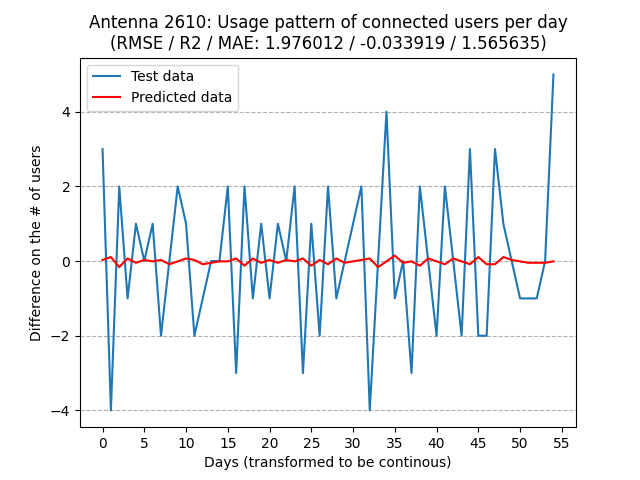 Antenna 2610: Usage pattern of connected users per day
(RMSE / R2 / MAE: 1.976012 / -0.033919 / 1.565635)
Test data
Predicted data
Difference on the # of users
4
2
0
−2
−4
0 5 10 15 20 25 30 35 40 45 50 55
Days (transformed to be continous)